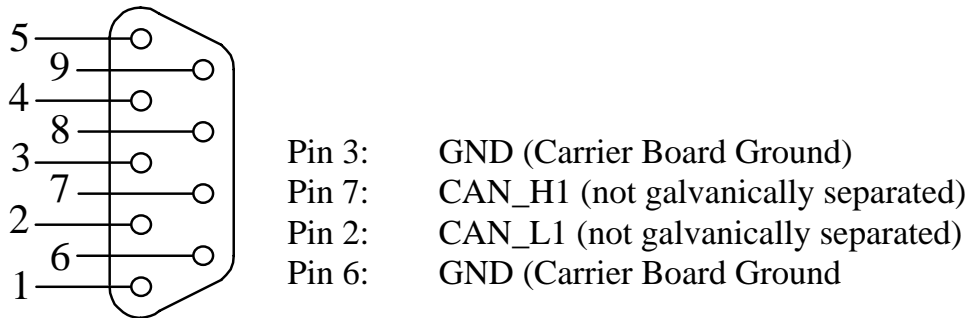 5
9
4
8
3
7
2
6
1
Pin 3: GND (Carrier Board Ground)
Pin 7: CAN_H1 (not galvanically separated)
Pin 2: CAN_L1 (not galvanically separated)
Pin 6: GND (Carrier Board Ground